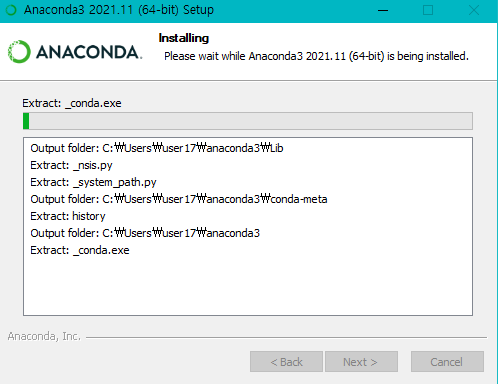 Anaconda3 2021.11 (64-bit) Setup
ANACONDA.
Installing
Please wait while Anaconda3 2021.11 (64-bit) is being installed.
Extract: _conda.exe
Output folder: C:₩Users₩user17₩anaconda3₩Lib
Extract: _nsis.py
Extract: _system_path.py
Output folder: C:₩Users₩user17₩anaconda3₩conda-meta
Extract: history
Output folder: C:₩Users₩user17₩anaconda3
Extract: _conda.exe
Anaconda, Inc.
< Back
Next >
Cancel